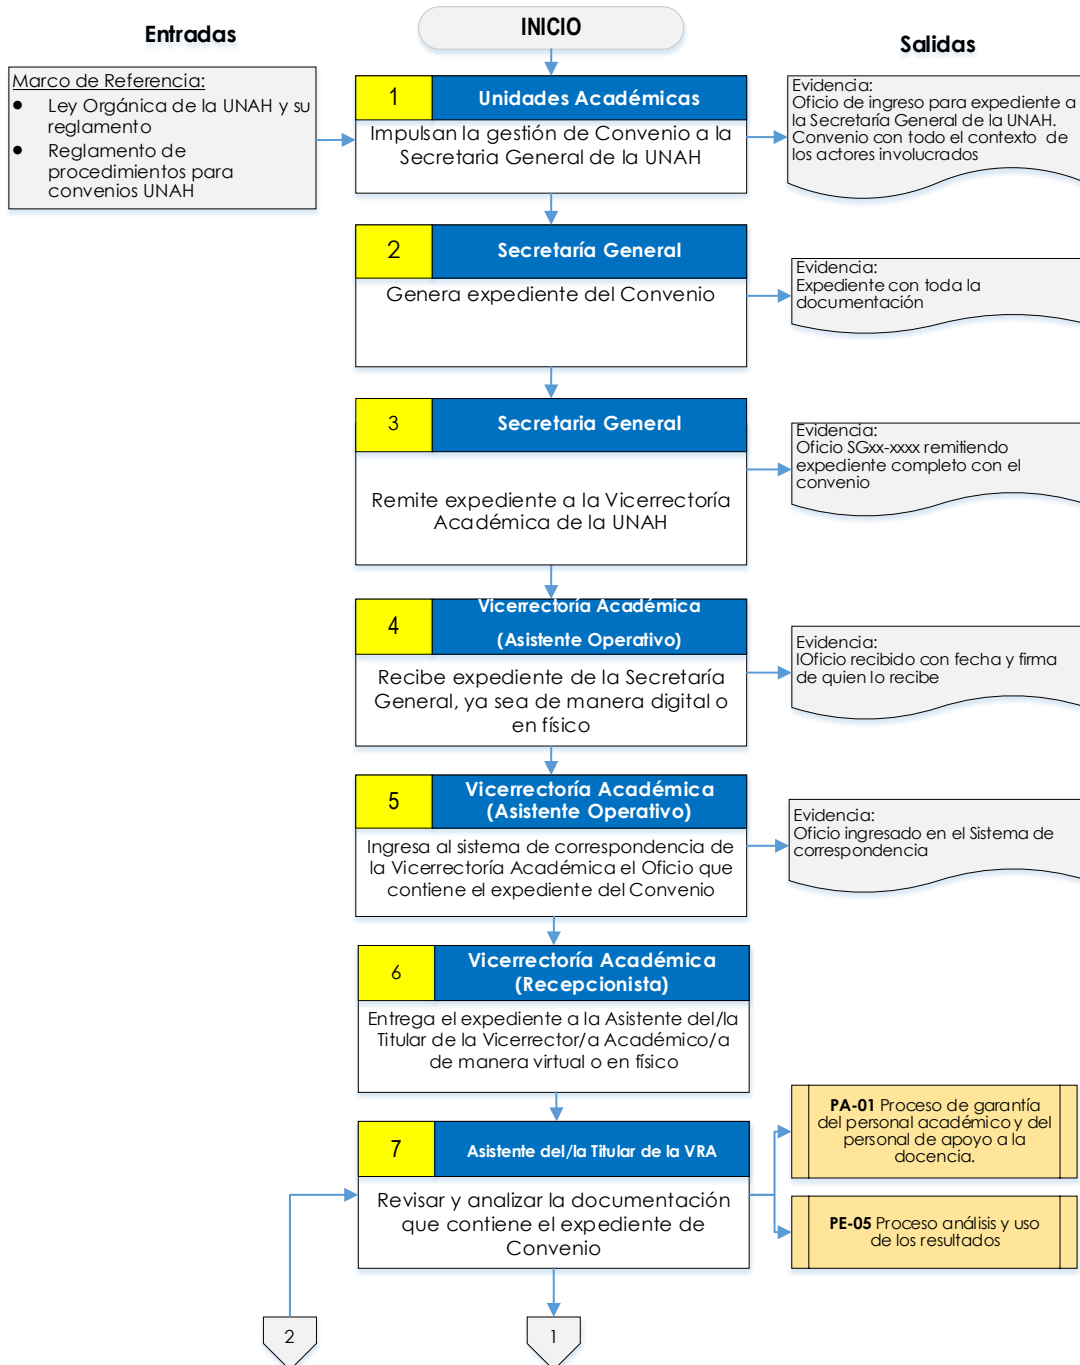 Entradas
INICIO
Salidas
Marco de Referencia:
● Ley Orgánica de la UNAH y su
reglamento
● Reglamento de
procedimientos para
convenios UNAH
1
Unidades Académicas
Impulsan la gestión de Convenio a la
Secretaria General de la UNAH
Evidencia:
Oficio de ingreso para expediente a
la Secretaría General de la UNAH.
Convenio con todo el contexto de
los actores involucrados
2
Secretaría General
Genera expediente del Convenio
Evidencia:
Expediente con toda la
documentación
3
Secretaria General
Remite expediente a la Vicerrectoría
Académica de la UNAH
Evidencia:
Oficio SGxx-xxxx remitiendo
expediente completo con el
convenio
4
Vicerrectoría Académica
(Asistente Operativo)
Recibe expediente de la Secretaría
General, ya sea de manera digital o
en físico
Evidencia:
IOficio recibido con fecha y firma
de quien lo recibe
5
Vicerrectoría Académica
(Asistente Operativo)
Ingresa al sistema de correspondencia de
la Vicerrectoría Académica el Oficio que
contiene el expediente del Convenio
Evidencia:
Oficio ingresado en el Sistema de
correspondencia
6
Vicerrectoría Académica
(Recepcionista)
Entrega el expediente a la Asistente del/la
Titular de la Vicerrector/a Académico/a
de manera virtual o en físico
7
Asistente del/la Titular de la VRA
Revisar y analizar la documentación
que contiene el expediente de
Convenio
PA-01 Proceso de garantía
del personal académico y del
personal de apoyo a la
docencia.
PE-05 Proceso análisis y uso
de los resultados
2
1